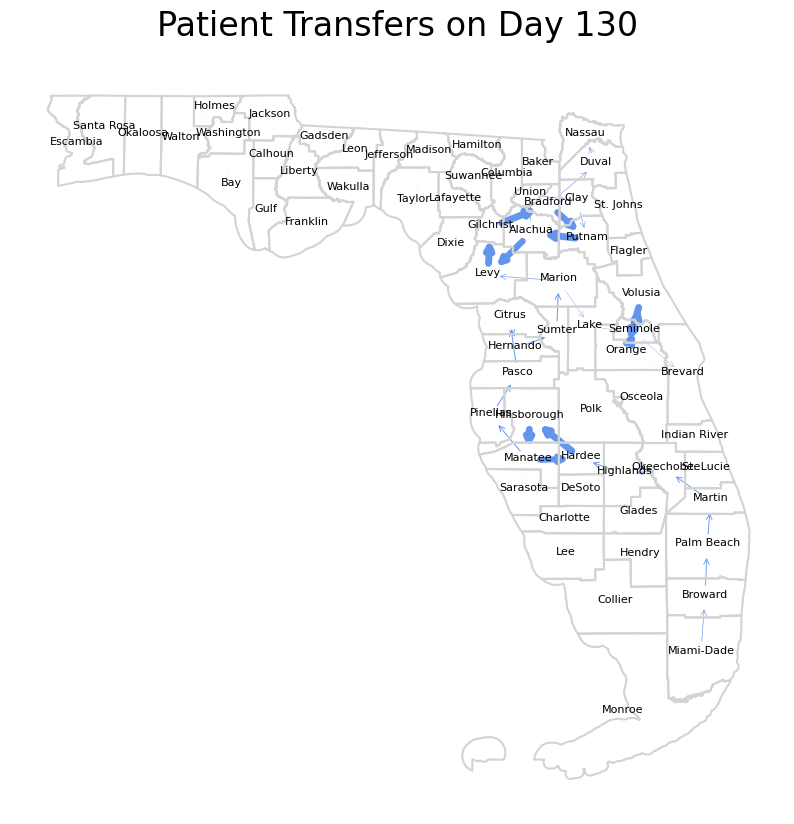 Patient Transfers on Day 130
Holmes
Jackson
Santa Rosa
Okaloosa
Walton
Washington
Escambia
Nassau
Gadsden
Leon
Jefferson
Madison
Hamilton
Calhoun
Baker
Duval
Liberty
Suwannee
Columbia
Bay
Wakulla
Union
Taylor
Lafayette
Bradford
Clay
St. Johns
Gulf
Franklin
Gilchrist
Alachua
Putnam
Dixie
Flagler
Levy
Marion
Volusia
Citrus
Sumter
Lake
Seminole
Hernando
Orange
Pasco
Brevard
Osceola
Pinellas
Hillsborough
Polk
Indian River
Manatee
Hardee
Highlands
Okeechobee
St. Lucie
Sarasota
DeSoto
Martin
Charlotte
Glades
Lee
Hendry
Palm Beach
Collier
Broward
Miami-Dade
Monroe